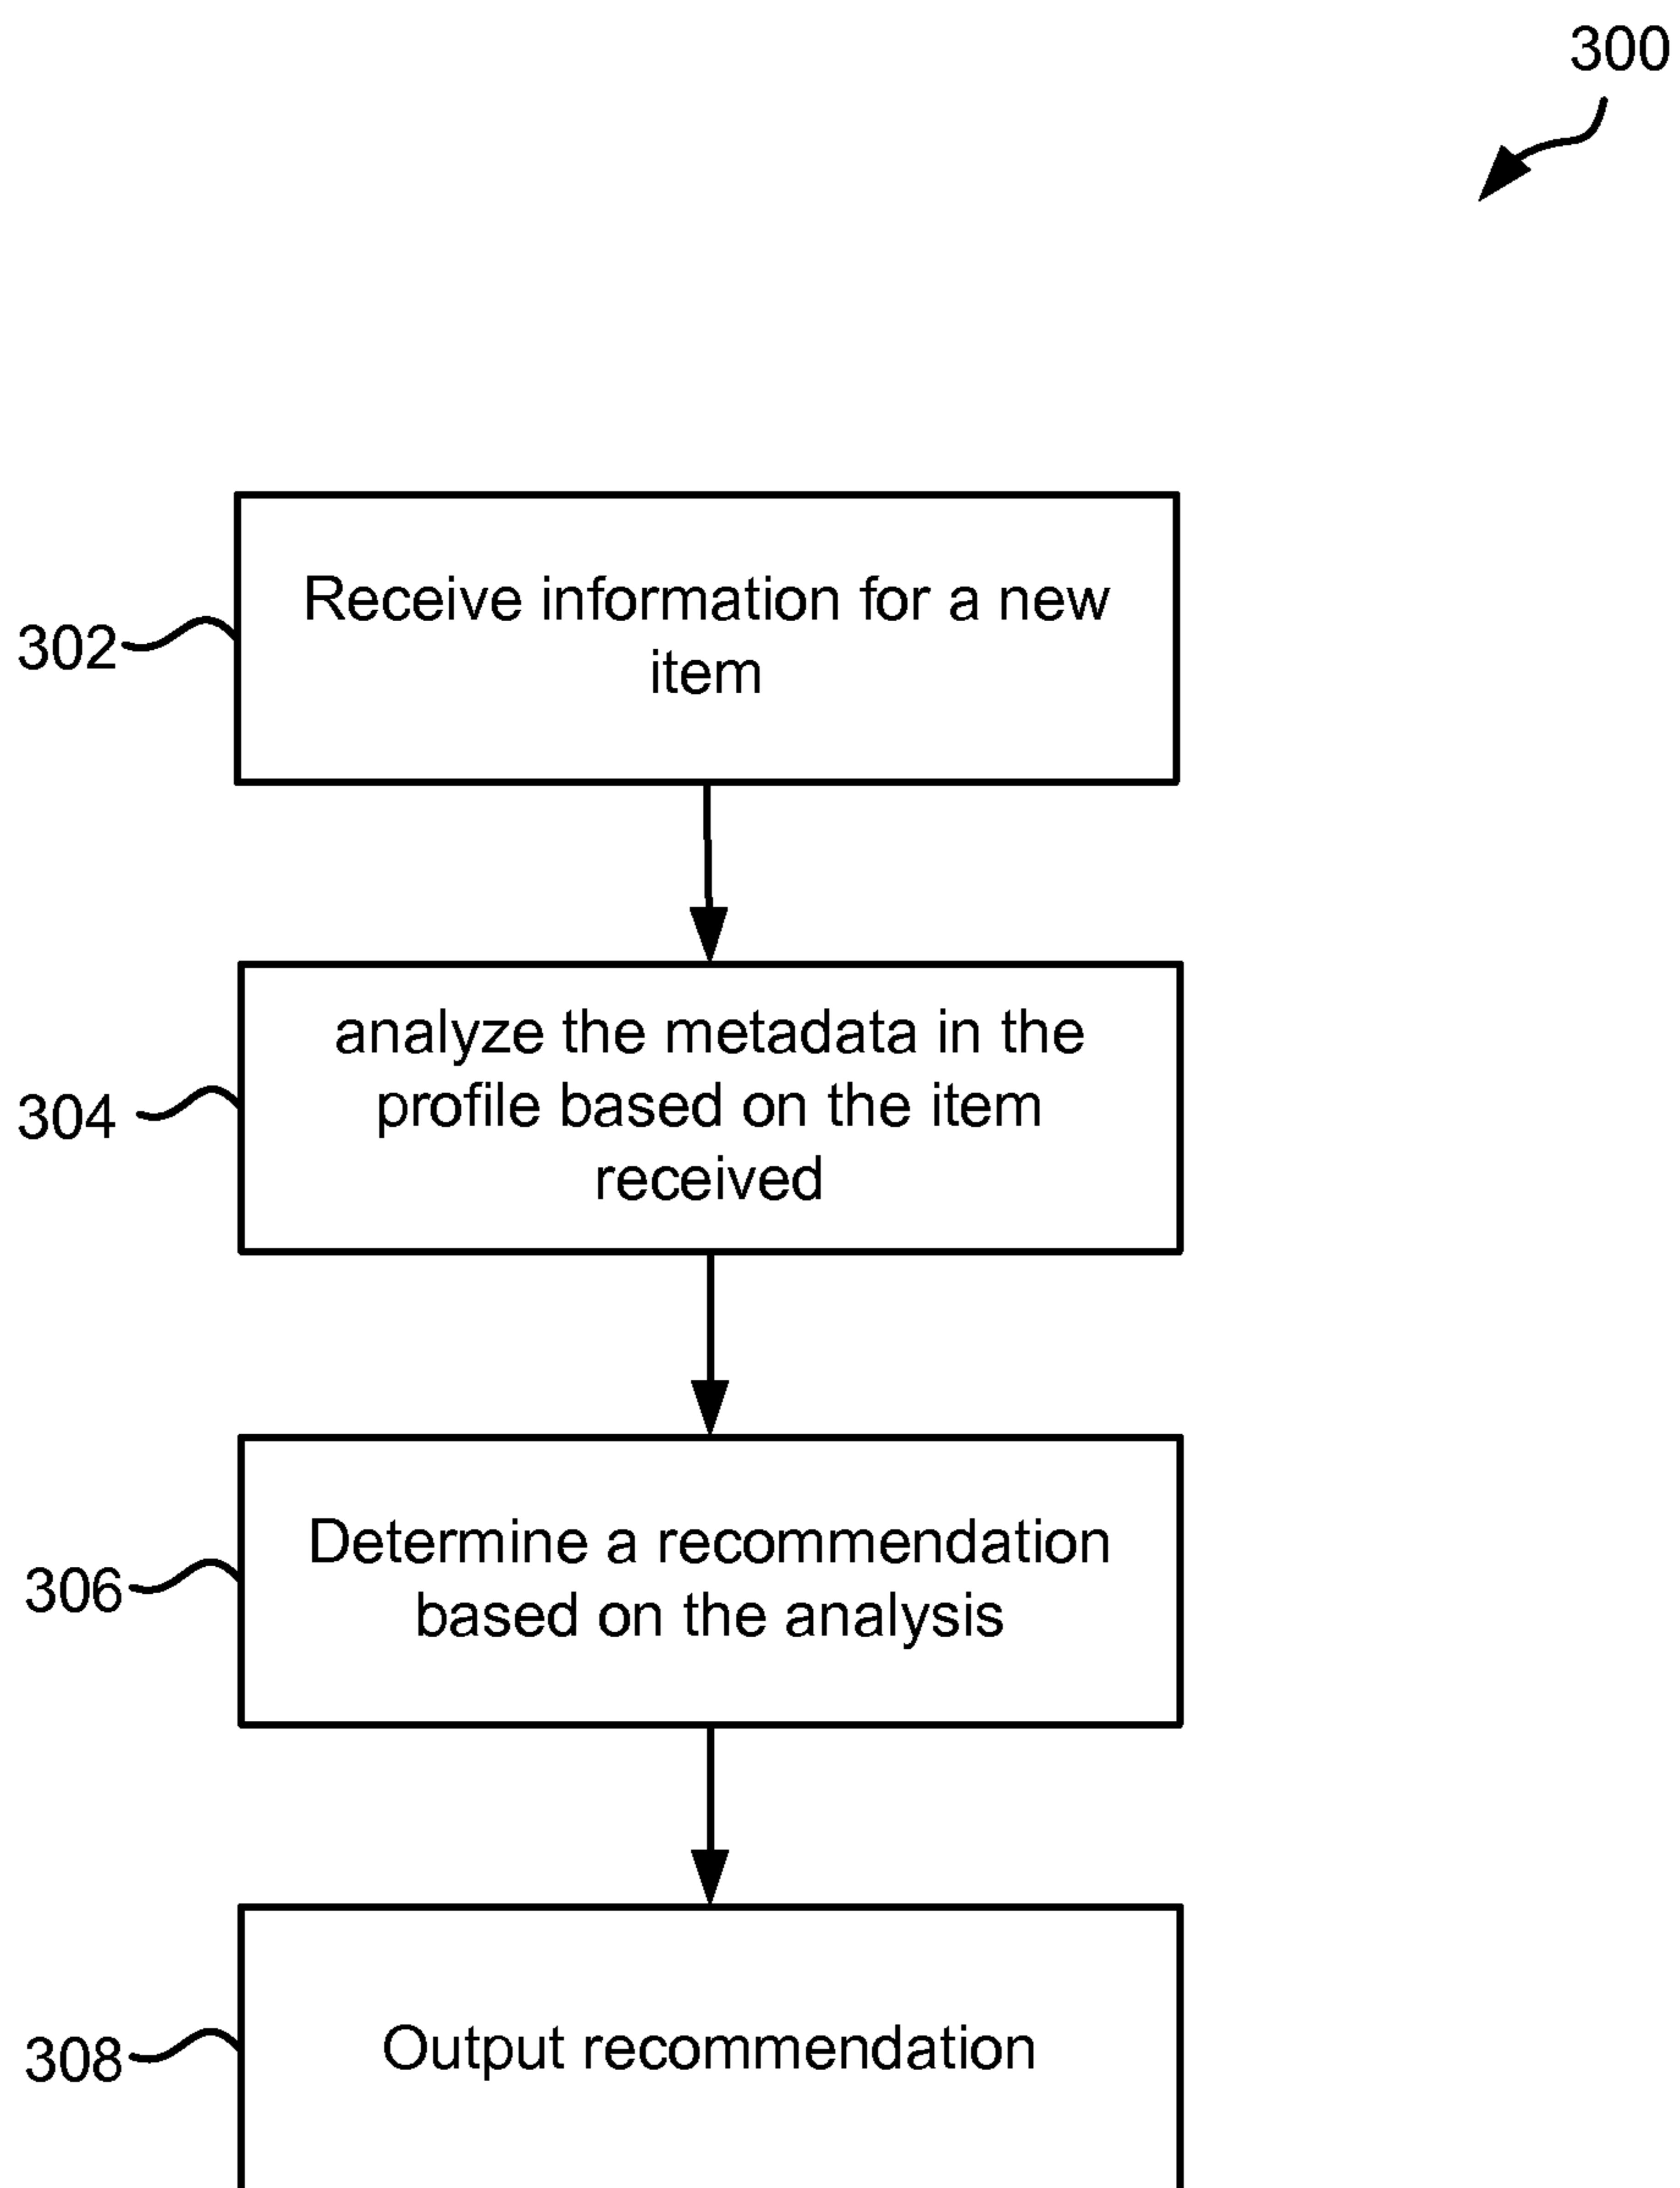 300
302
Receive information for a new
item
304
analyze the metadata in the
profile based on the item
received
306
Determine a recommendation
based on the analysis
308
Output recommendation